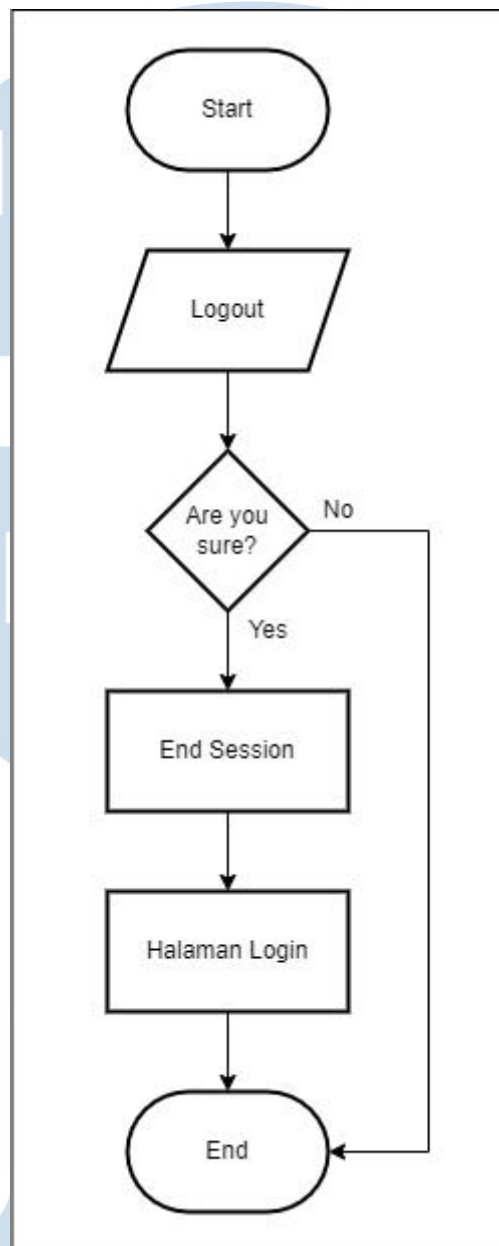 Start
Logout
Are you
sure?
No
Yes
End Session
Halaman Login
End